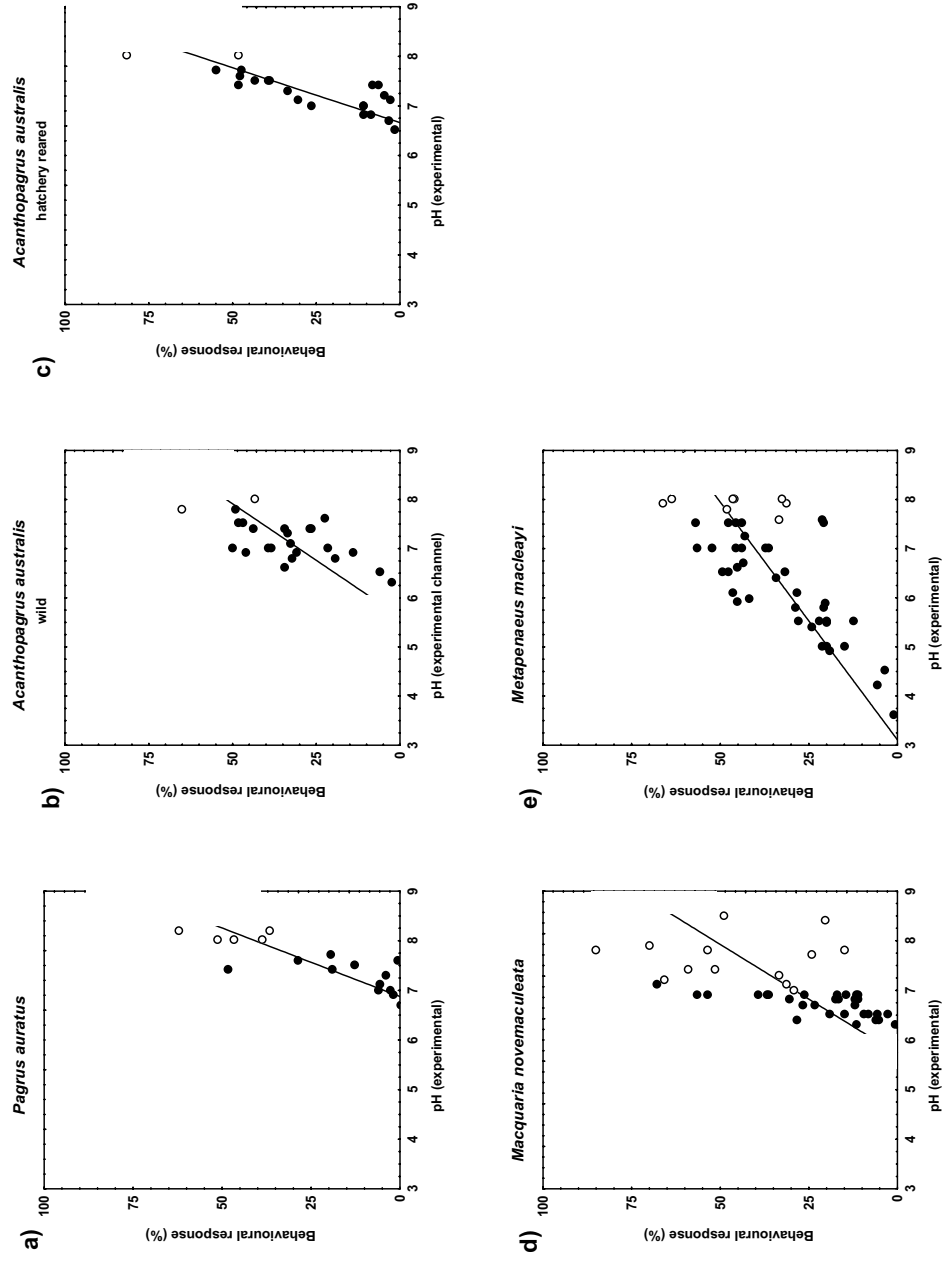 a)
Pagrus auratus
Behavioural response (%)
100
75
50
25
0
3
4
5
6
7
8
9
pH (experimental)
b)
Acanthopagrus australis
wild
Behavioural response (%)
100
75
50
25
0
3
4
5
6
7
8
9
pH (experimental channel)
c)
Acanthopagrus australis
hatchery reared
Behavioural response (%)
100
75
50
25
0
3
4
5
6
7
8
9
pH (experimental)
d)
Macquaria novemaculeata
Behavioural response (%)
100
75
50
25
0
3
4
5
6
7
8
9
pH (experimental)
e)
Metapenaeus macleayi
Behavioural response (%)
100
75
50
25
0
3
4
5
6
7
8
9
pH (experimental)